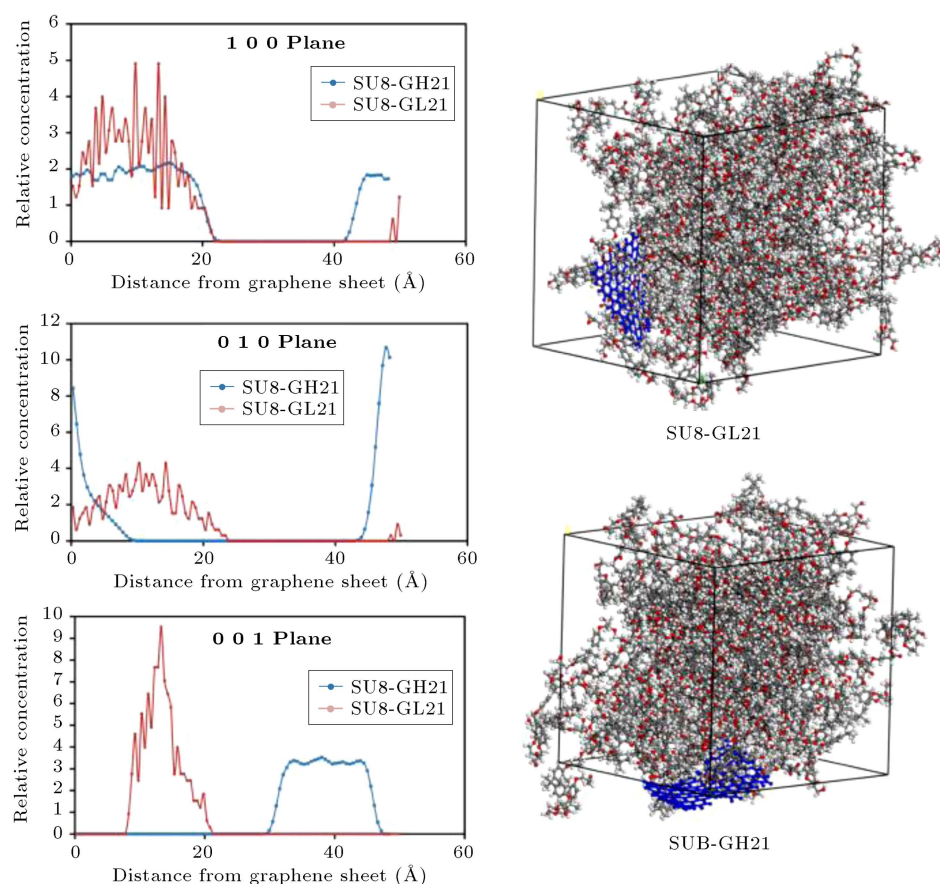 1 0 0 Plane
SU8-GH21
SU8-GL21
Relative concentration
6
5
4
3
2
1
0
0 20 40 60
Distance from graphene sheet (Å)
0 1 0 Plane
SU8-GH21
SU8-GL21
Relative concentration
12
10
8
6
4
2
0
0 20 40 60
Distance from graphene sheet (Å)
0 0 1 Plane
SU8-GH21
SU8-GL21
Relative concentration
10
9
8
7
6
5
4
3
2
1
0
0 20 40 60
Distance from graphene sheet (Å)
SU8-GL21
SUB-GH21